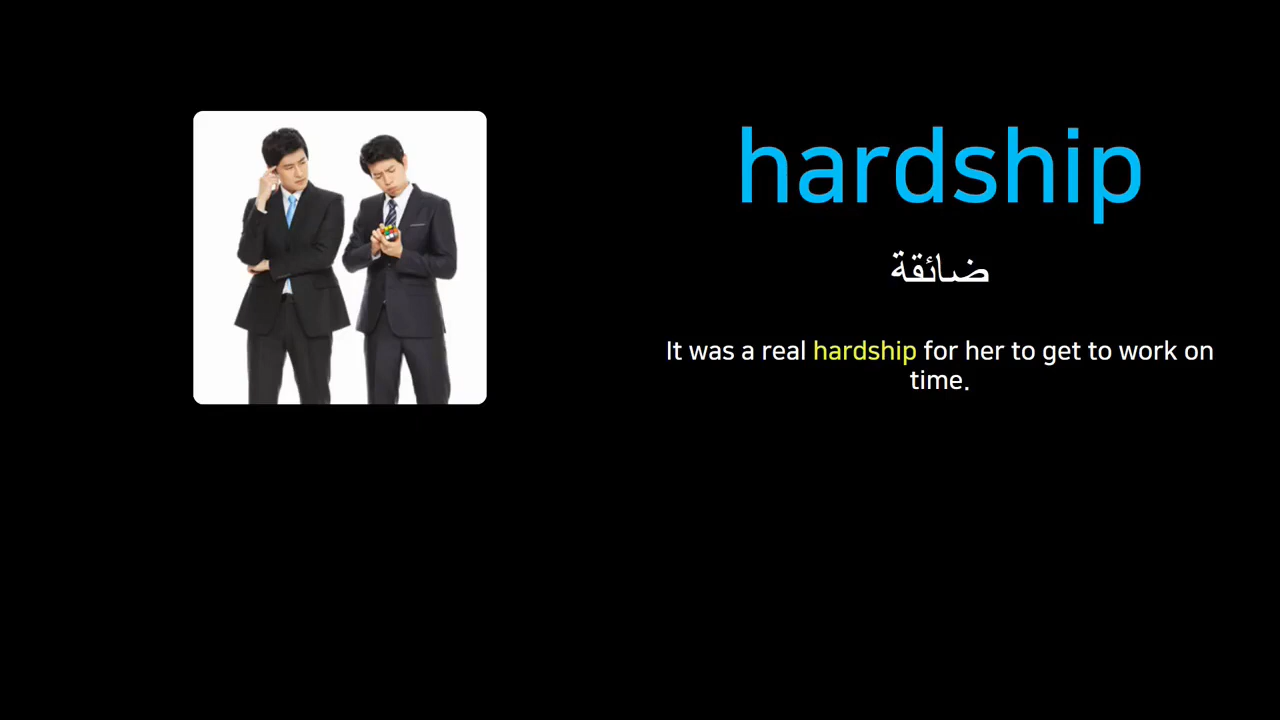 hardship
ضائقة
It was a real hardship for her to get to work on
time.